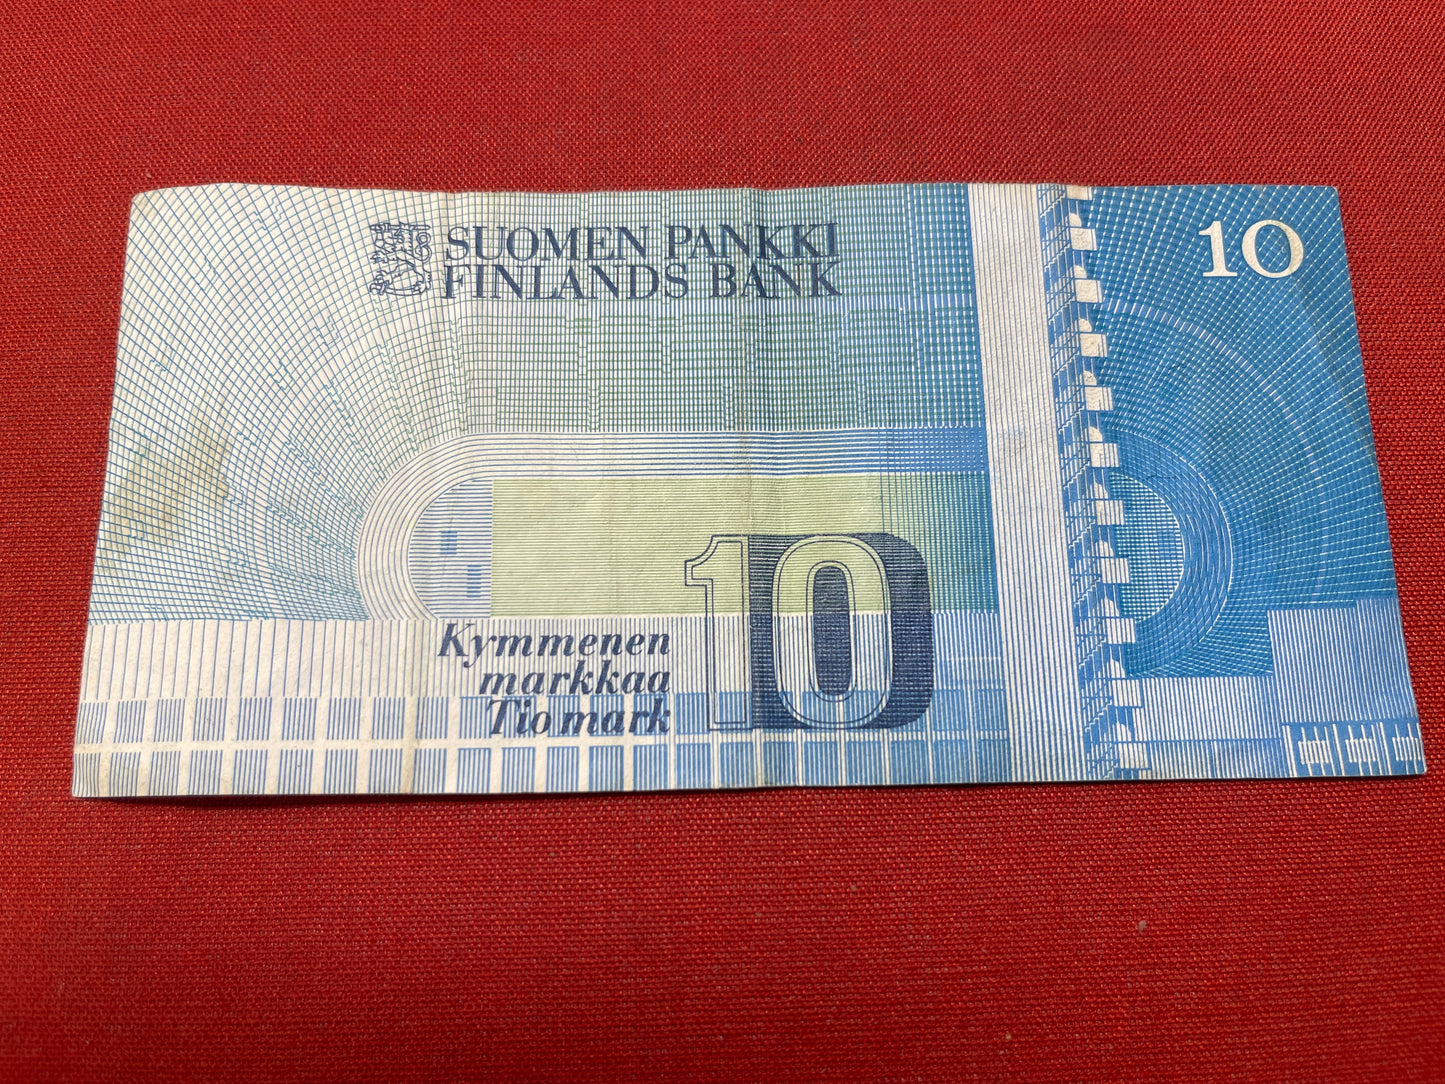 SUOMEN PANKKI
FINLANDS BANK
10
Kymmenen
markkaa
Tio mark
10